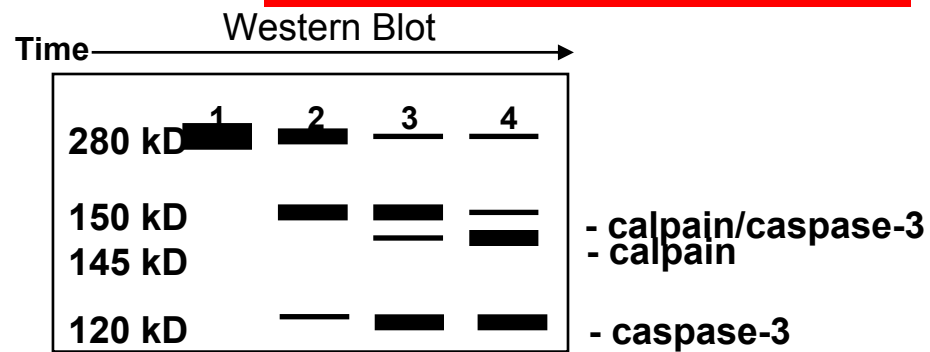 Western Blot
Time
1 2 3 4
280 kD
150 kD
- calpain/caspase-3
- calpain
145 kD
120 kD
- caspase-3